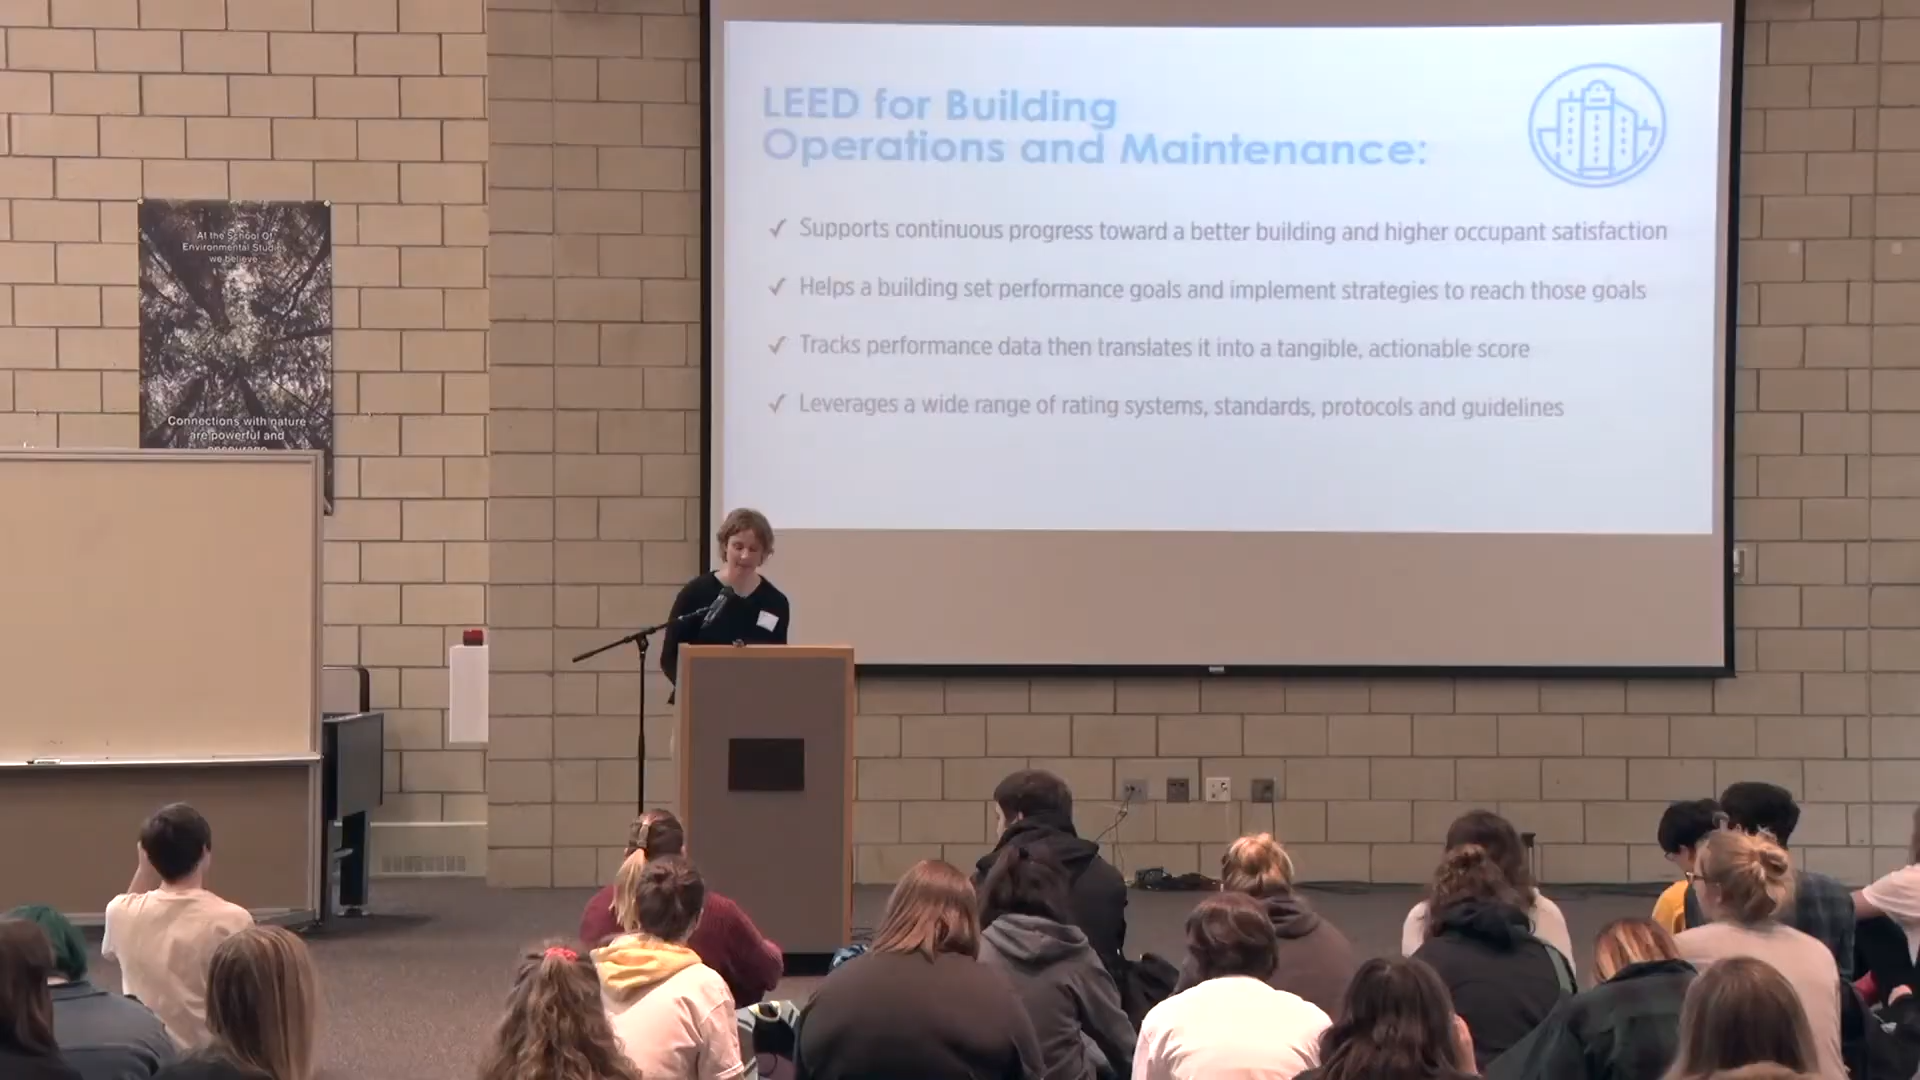 LEED for Building
Operations and Maintenance:
✓ Supports continuous progress toward a better building and higher occupant satisfaction
✓ Helps a building set performance goals and implement strategies to reach those goals
✓ Tracks performance data then translates it into a tangible, actionable score
✓ Leverages a wide range of rating systems, standards, protocols and guidelines
At the School Of
Environmental Studies
we believe:
Connections with nature
are powerful and
encourage